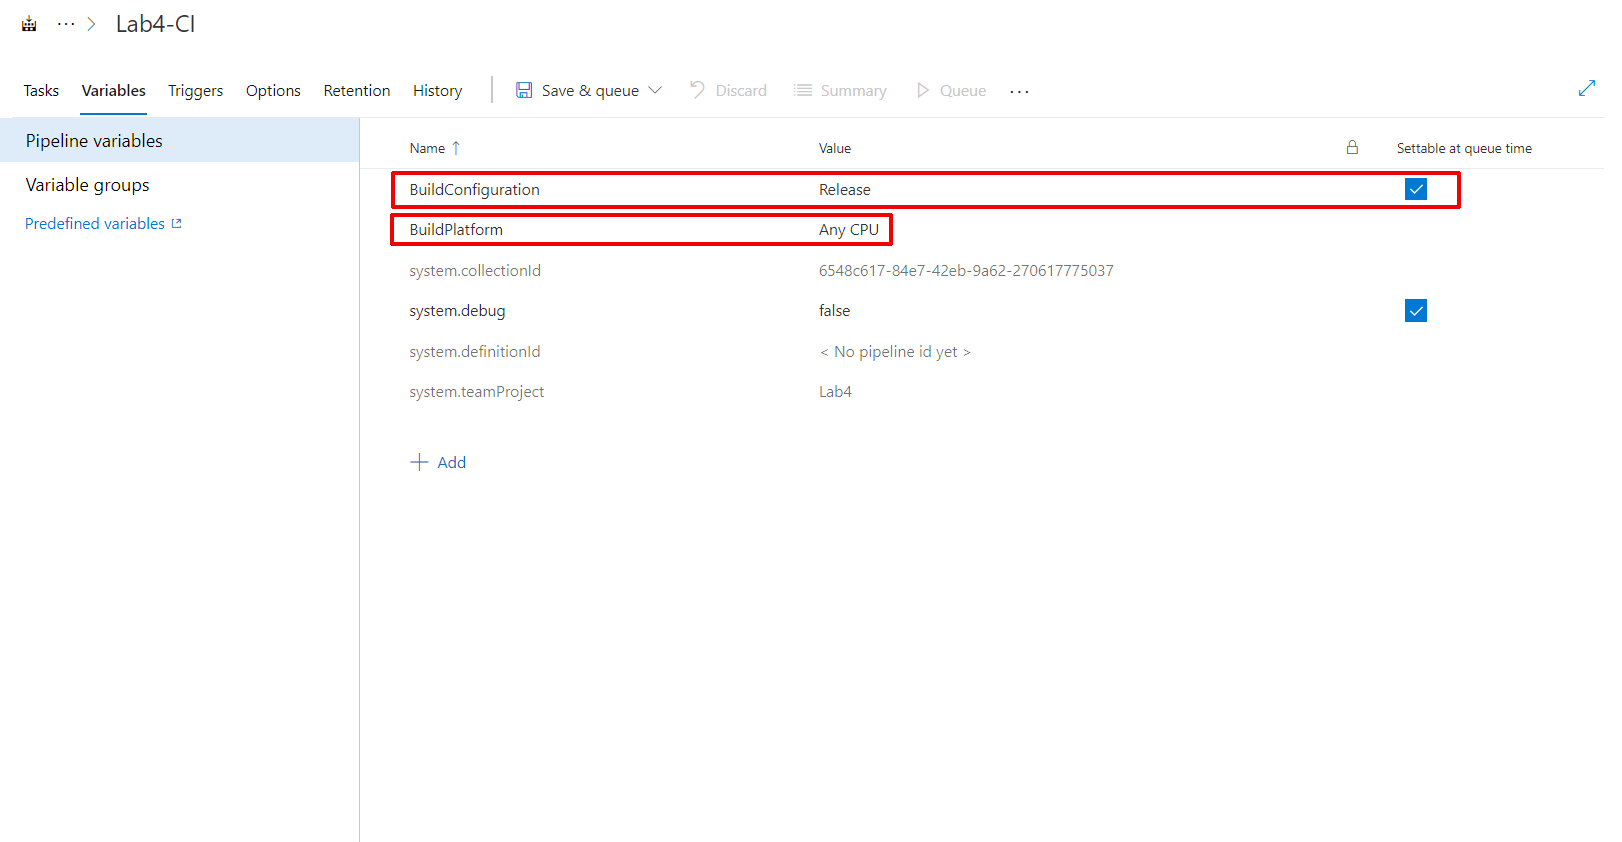 Lab4-CI
Tasks Variables Triggers Options Retention History Save & queue Discard Summary Queue
Pipeline variables
Variable groups
Predefined variables
Name Value Settable at queue time
BuildConfiguration Release
BuildPlatform Any CPU
system.collectionId 6548c617-84e7-42eb-9a62-270617775037
system.debug false
system.definitionId < No pipeline id yet >
system.teamProject Lab4
Add